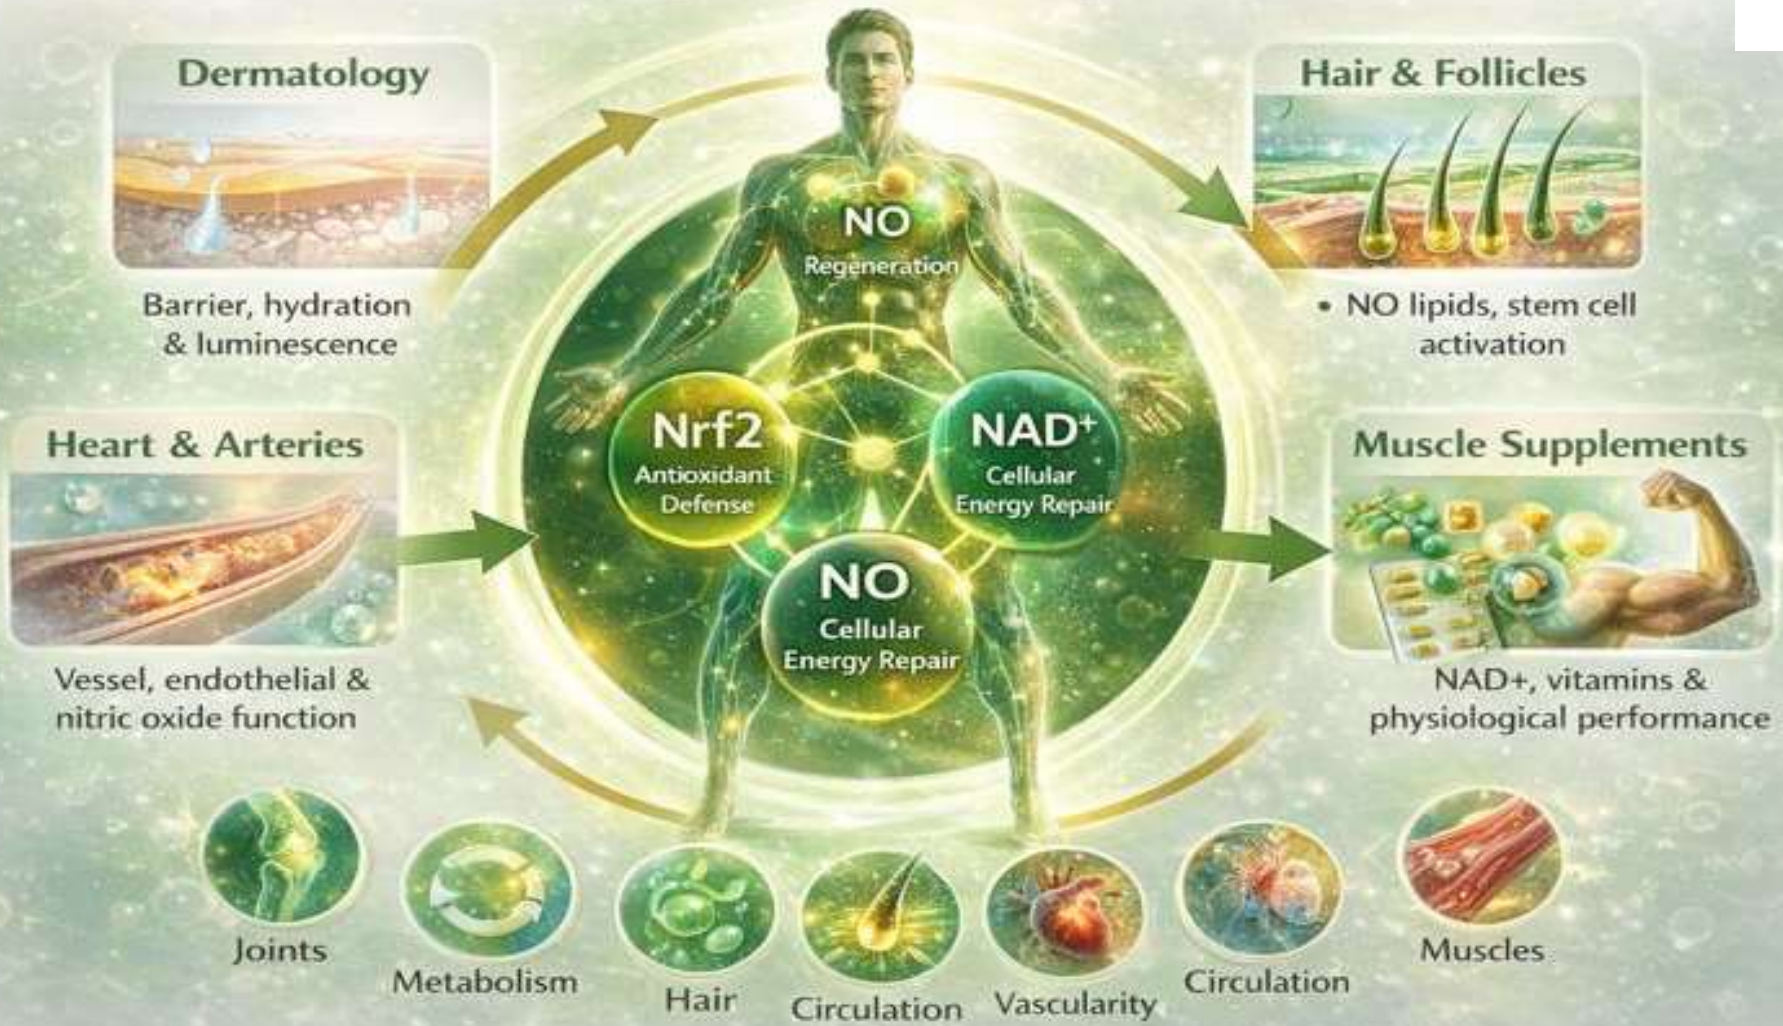 Dermatology
Barrier, hydration
& luminescence
Hair & Follicles
• NO lipids, stem cell
activation
NO
Regeneration
Nrf2
Antioxidant
Defense
NAD+
Cellular
Energy Repair
NO
Cellular
Energy Repair
Heart & Arteries
Vessel, endothelial &
nitric oxide function
Muscle Supplements
NAD+, vitamins &
physiological performance
Joints
Metabolism
Hair
Circulation
Vascularity
Circulation
Muscles